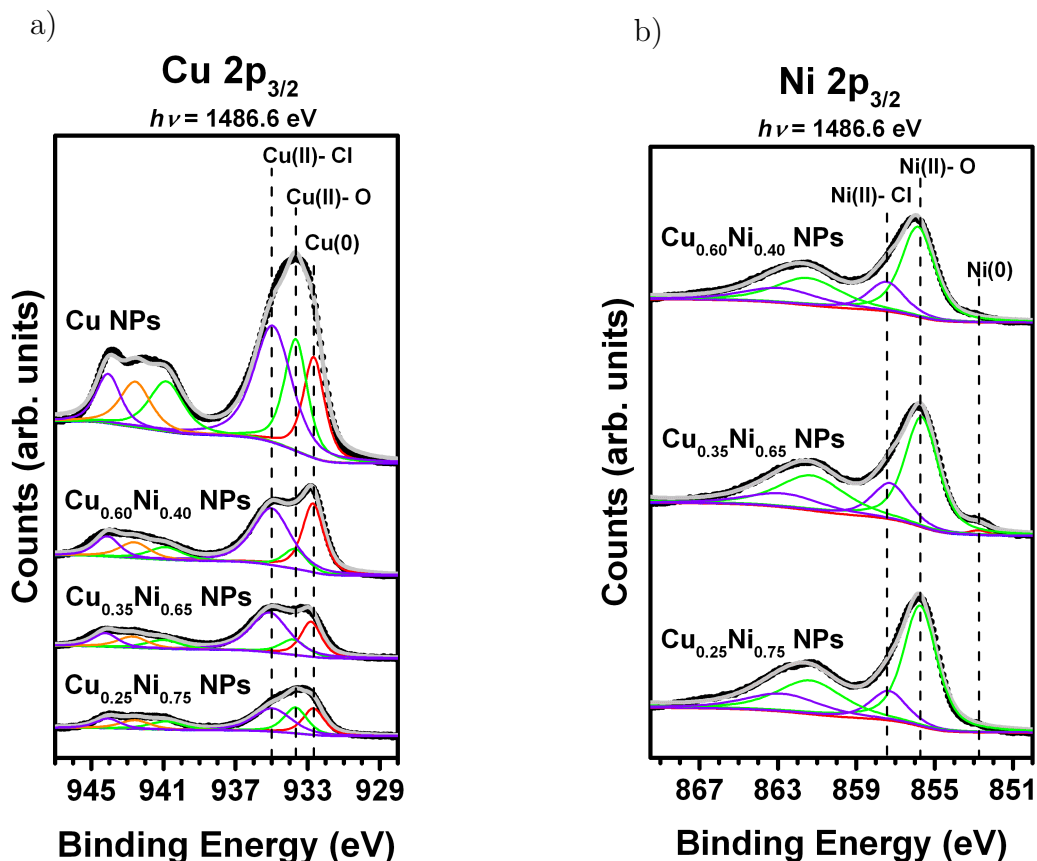 a)
Cu 2p3/2
hν = 1486.6 eV
Cu(II)- Cl
Cu(II)- O
Cu(0)
Cu NPs
Cu0.60Ni0.40 NPs
Cu0.35Ni0.65 NPs
Cu0.25Ni0.75 NPs
Counts (arb. units)
945 941 937 933 929
Binding Energy (eV)
b)
Ni 2p3/2
hν = 1486.6 eV
Ni(II)- O
Ni(II)- Cl
Ni(0)
Cu0.60Ni0.40 NPs
Cu0.35Ni0.65 NPs
Cu0.25Ni0.75 NPs
Counts (arb. units)
867 863 859 855 851
Binding Energy (eV)